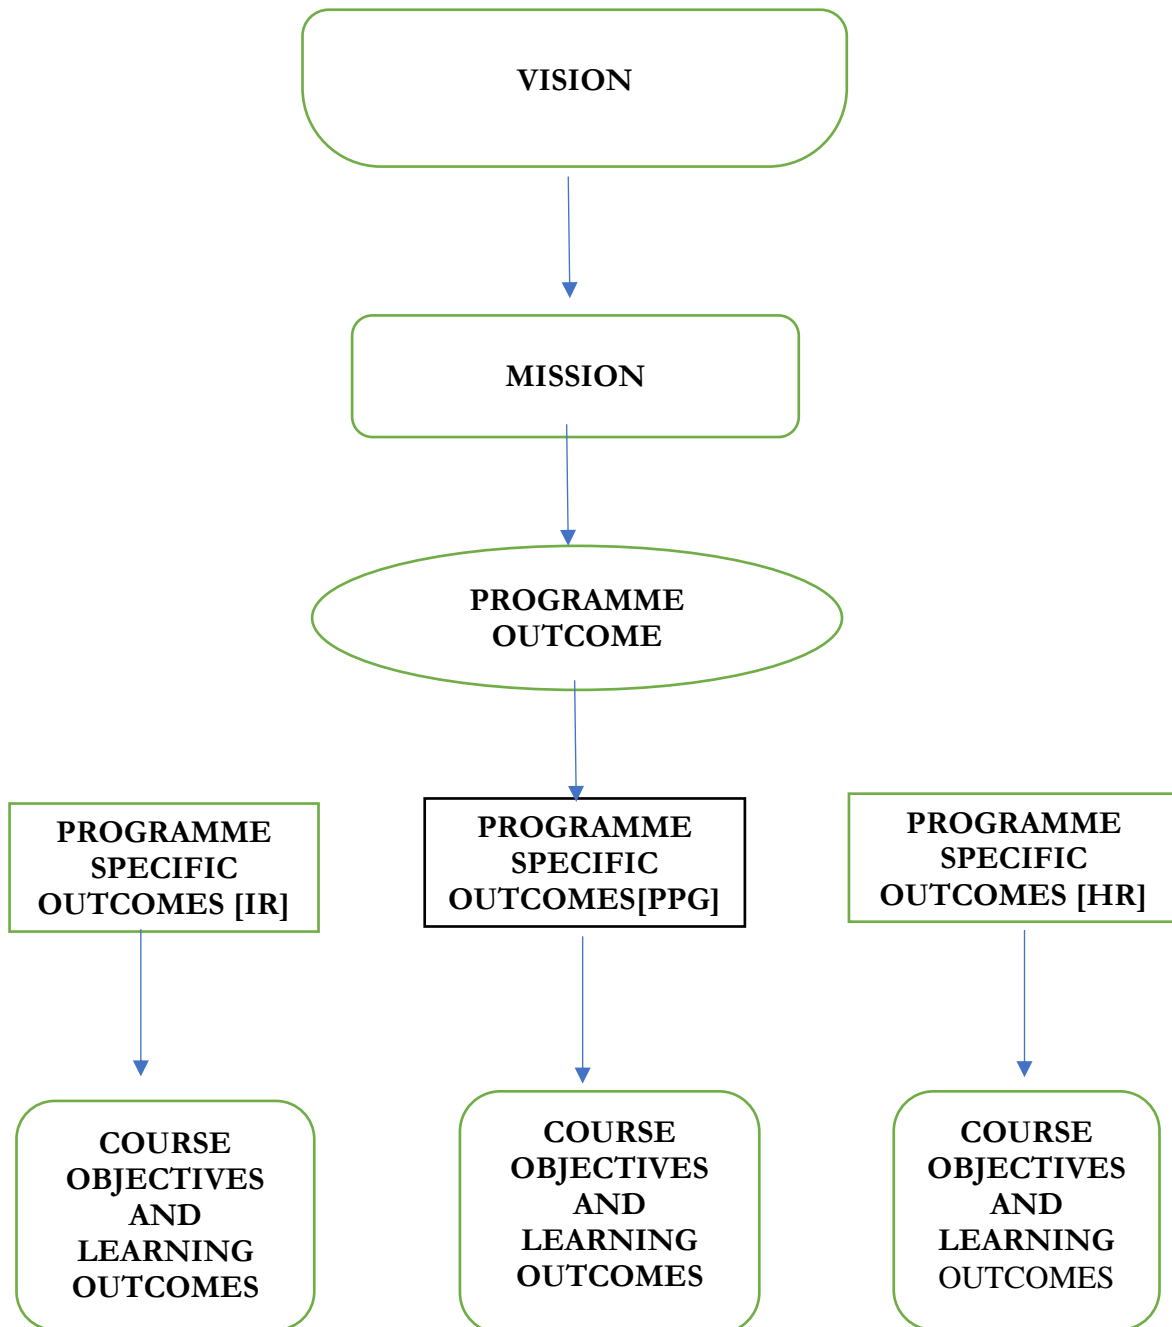 VISION
MISSION
PROGRAMME
OUTCOME
PROGRAMME
SPECIFIC
OUTCOMES [IR]
PROGRAMME
SPECIFIC
OUTCOMES[PPG]
PROGRAMME
SPECIFIC
OUTCOMES [HR]
COURSE
OBJECTIVES
AND
LEARNING
OUTCOMES
COURSE
OBJECTIVES
AND
LEARNING
OUTCOMES
COURSE
OBJECTIVES
AND
LEARNING
OUTCOMES